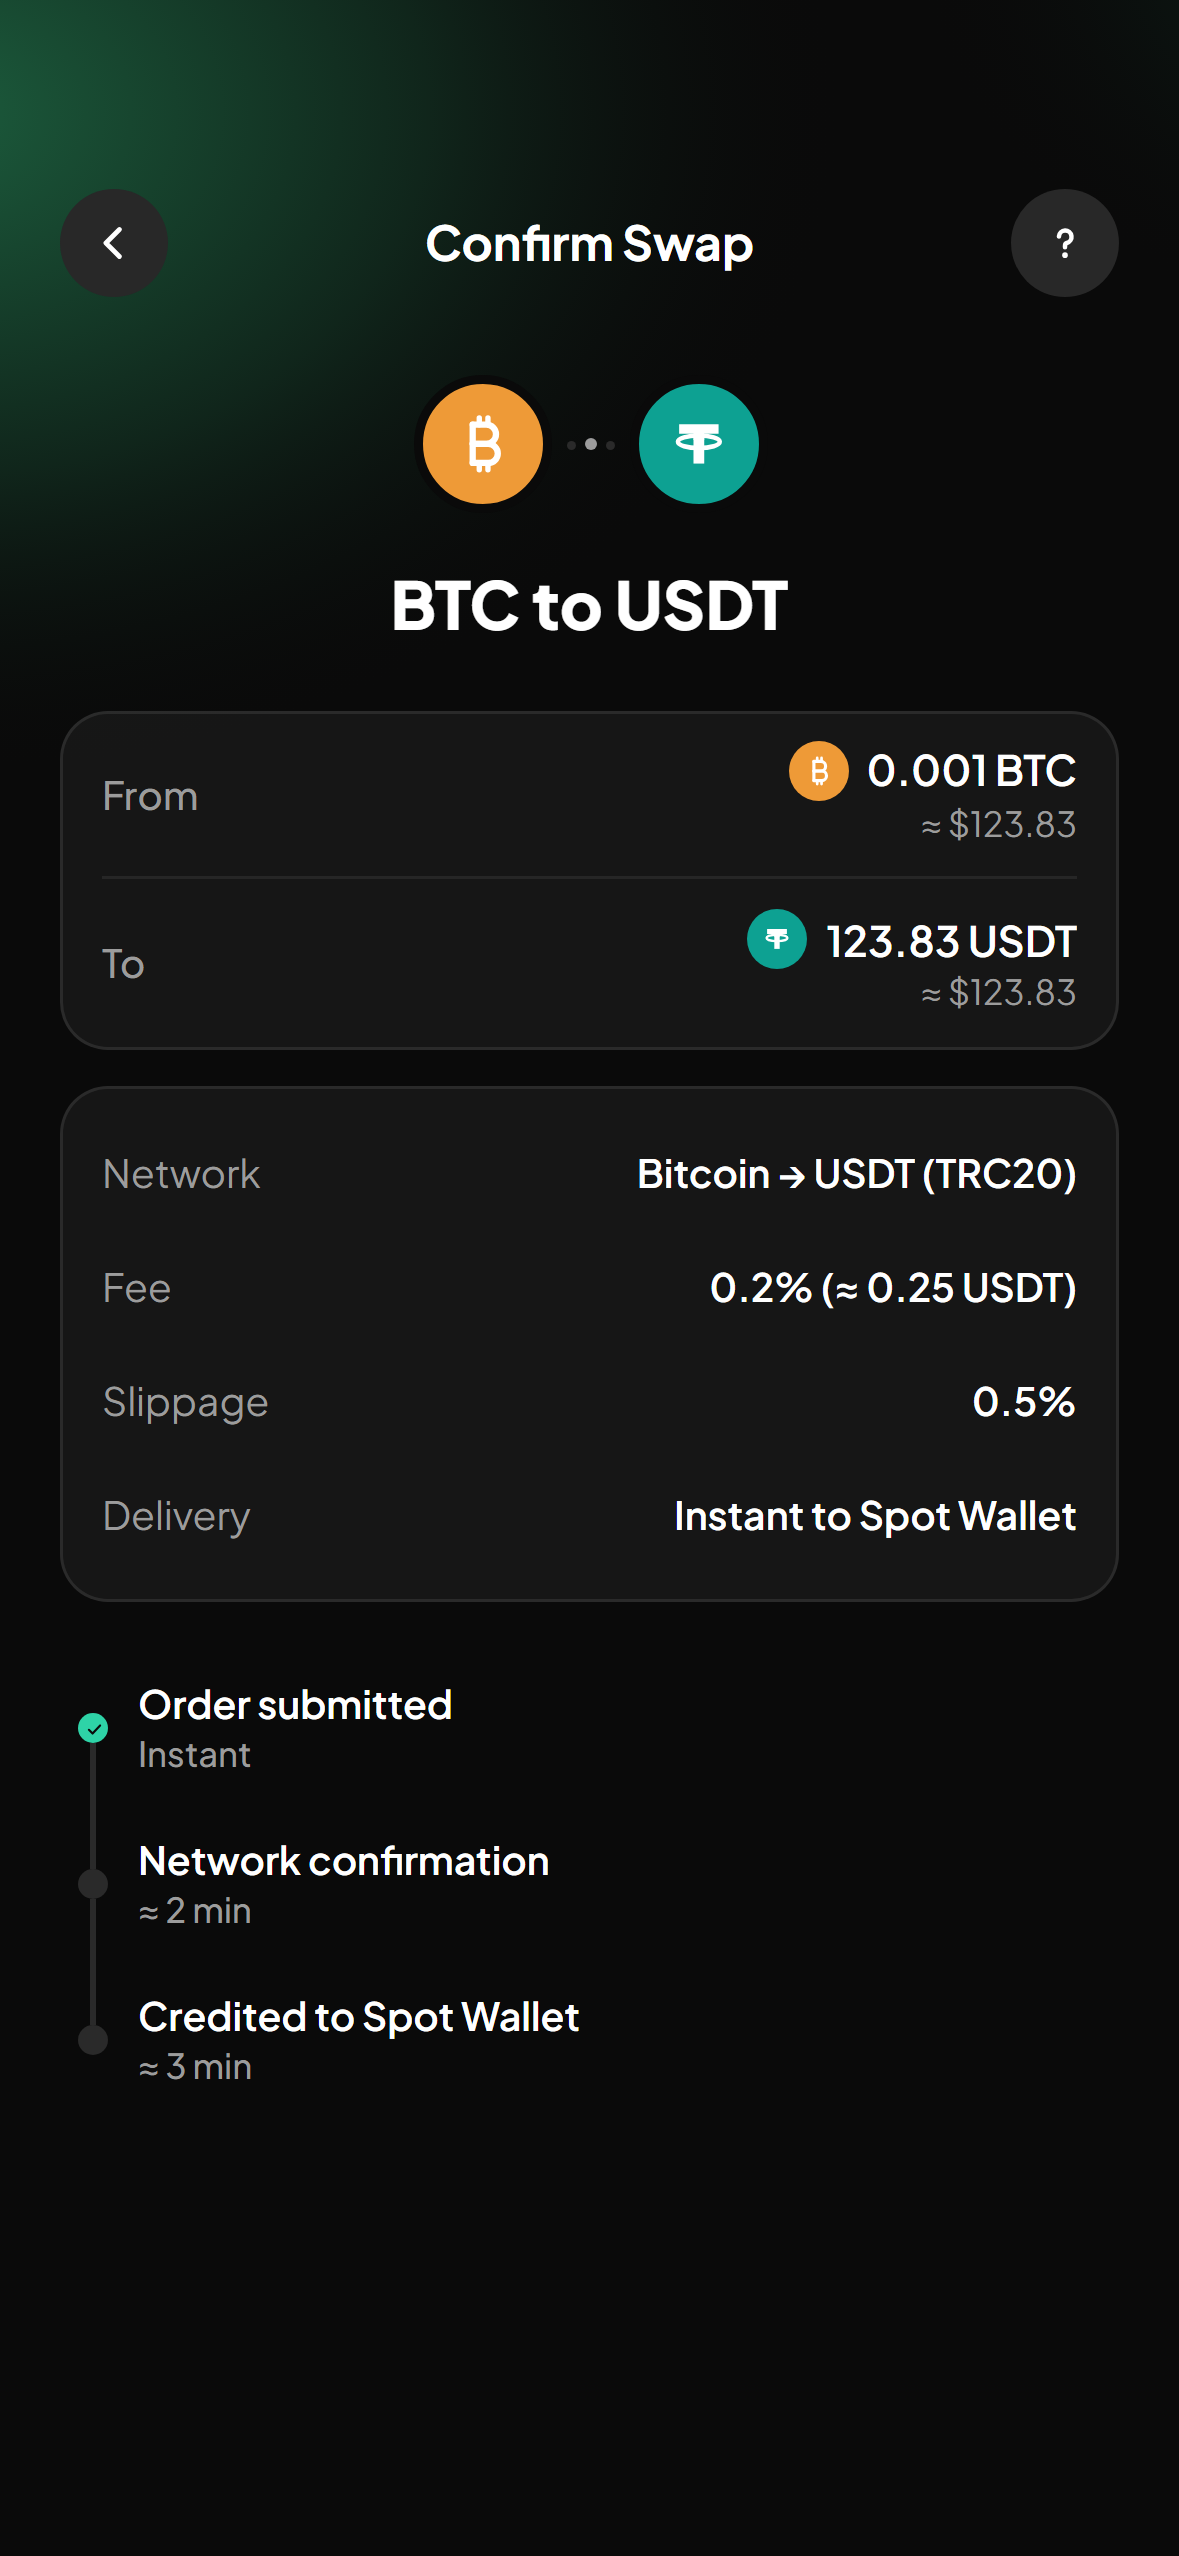 Confirm Swap
?
BTC to USDT
From
0.001 BTC
≈ $123.83
To
123.83 USDT
≈ $123.83
Network
Bitcoin → USDT (TRC20)
Fee
0.2% (≈ 0.25 USDT)
Slippage
0.5%
Delivery
Instant to Spot Wallet
Order submitted
Instant
Network confirmation
≈ 2 min
Credited to Spot Wallet
≈ 3 min